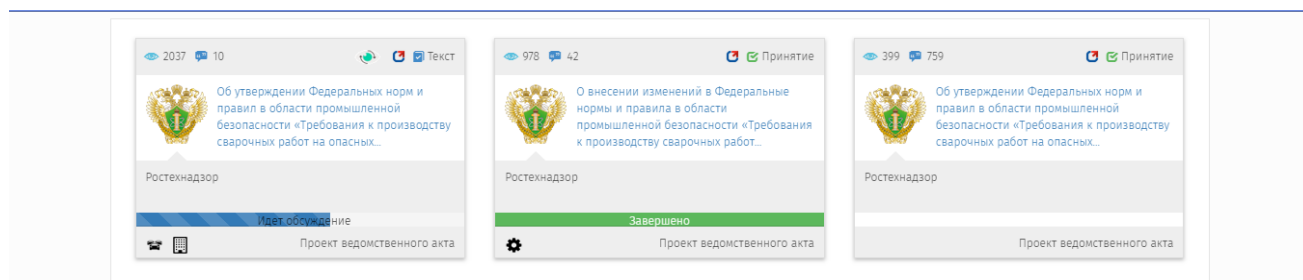 2037 10 Текст
Об утверждении Федеральных норм и
правил в области промышленной
безопасности «Требования к производству
сварочных работ на опасных...
Ростехнадзор
Идет обсуждение
Проект ведомственного акта
978 42 Принятие
О внесении изменений в Федеральные
нормы и правила в области
промышленной безопасности «Требования
к производству сварочных работ...
Ростехнадзор
Завершено
Проект ведомственного акта
399 759 Принятие
Об утверждении Федеральных норм и
правил в области промышленной
безопасности «Требования к производству
сварочных работ на опасных...
Ростехнадзор
Проект ведомственного акта